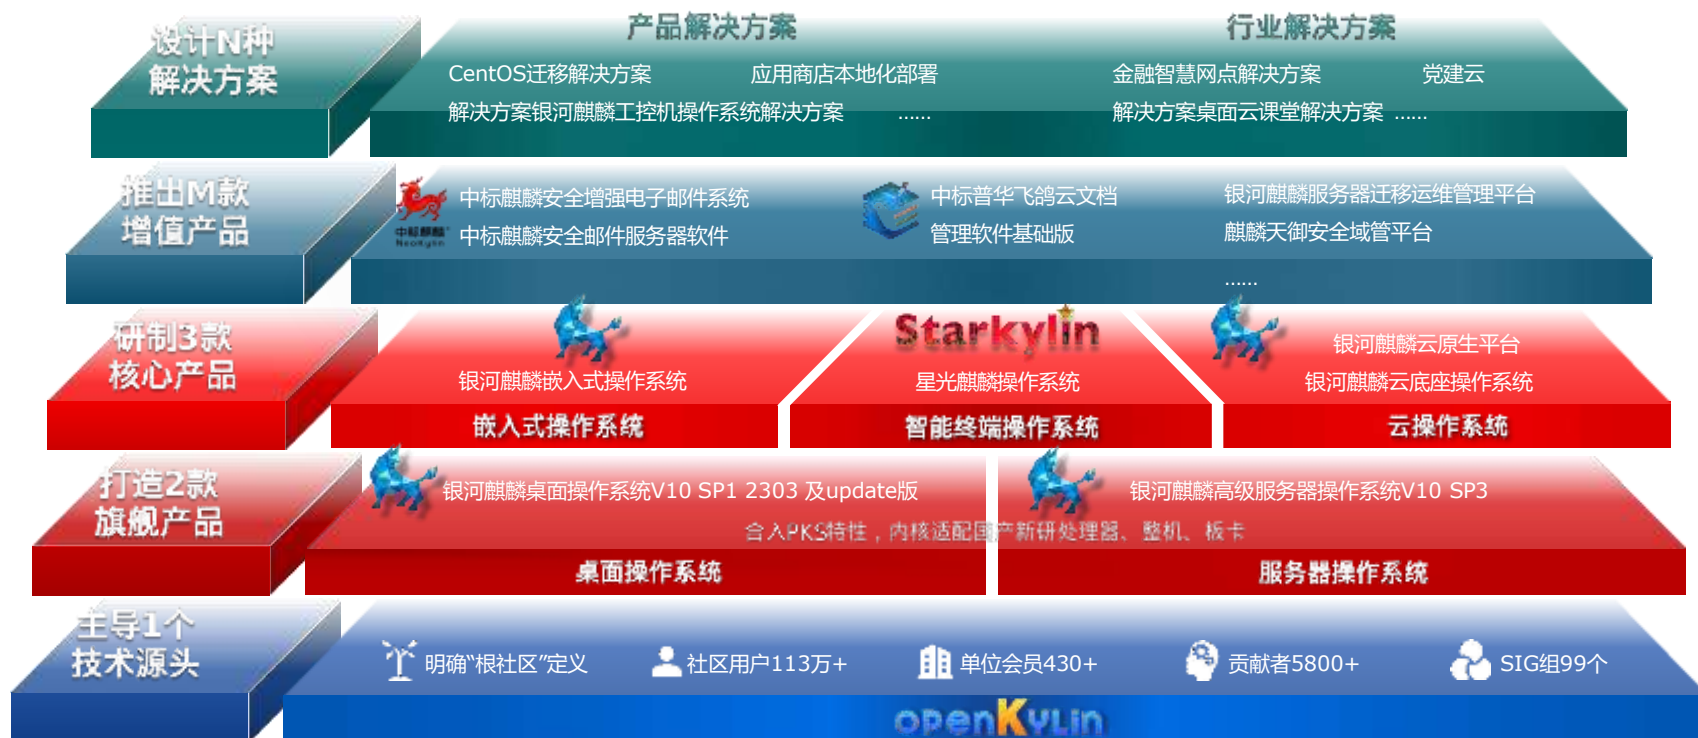 设计N种
解决方案
产品解决方案
行业解决方案
CentOS迁移解决方案 应用商店本地化部署
解决方案银河麒麟工控机操作系统解决方案 ……
金融智慧网点解决方案 党建云
解决方案桌面云课堂解决方案 ……
推出M款
增值产品
中标麒麟
NeoKylin
中标麒麟安全增强电子邮件系统
中标麒麟安全邮件服务器软件
中标普华飞鸽云文档
管理软件基础版
银河麒麟服务器迁移运维管理平台
麒麟天御安全域管平台
……
研制3款
核心产品
银河麒麟嵌入式操作系统
嵌入式操作系统
Starkylin
星光麒麟操作系统
智能终端操作系统
银河麒麟云原生平台
银河麒麟云底座操作系统
云操作系统
打造2款
旗舰产品
银河麒麟桌面操作系统V10 SP1 2303 及update版
银河麒麟高级服务器操作系统V10 SP3
合入PKS特性，内核适配国产新研处理器、整机、板卡
桌面操作系统
服务器操作系统
主导1个
技术源头
明确“根社区”定义
社区用户113万+
单位会员430+
贡献者5800+
SIG组99个
openKylin